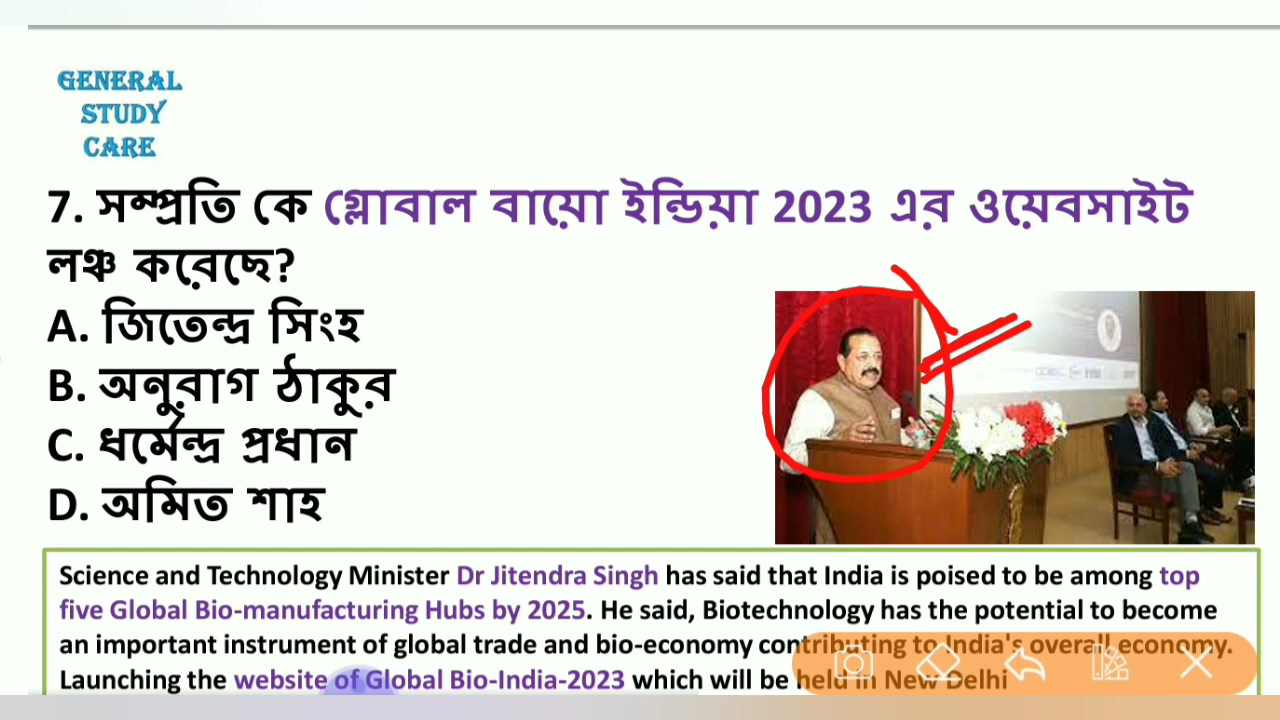 GENERAL
STUDY
CARE
7. সম্প্রতি কে গ্লোবাল বায়ো ইন্ডিয়া 2023 এর ওয়েবসাইট
লঞ্চ করেছে?
A. জিতেন্দ্র সিংহ
B. অনুরাগ ঠাকুর
C. ধর্মেন্দ্র প্রধান
D. অমিত শাহ
Science and Technology Minister Dr Jitendra Singh has said that India is poised to be among top
five Global Bio-manufacturing Hubs by 2025. He said, Biotechnology has the potential to become
an important instrument of global trade and bio-economy contributing to India's overall economy.
Launching the website of Global Bio-India-2023 which will be held in New Delhi